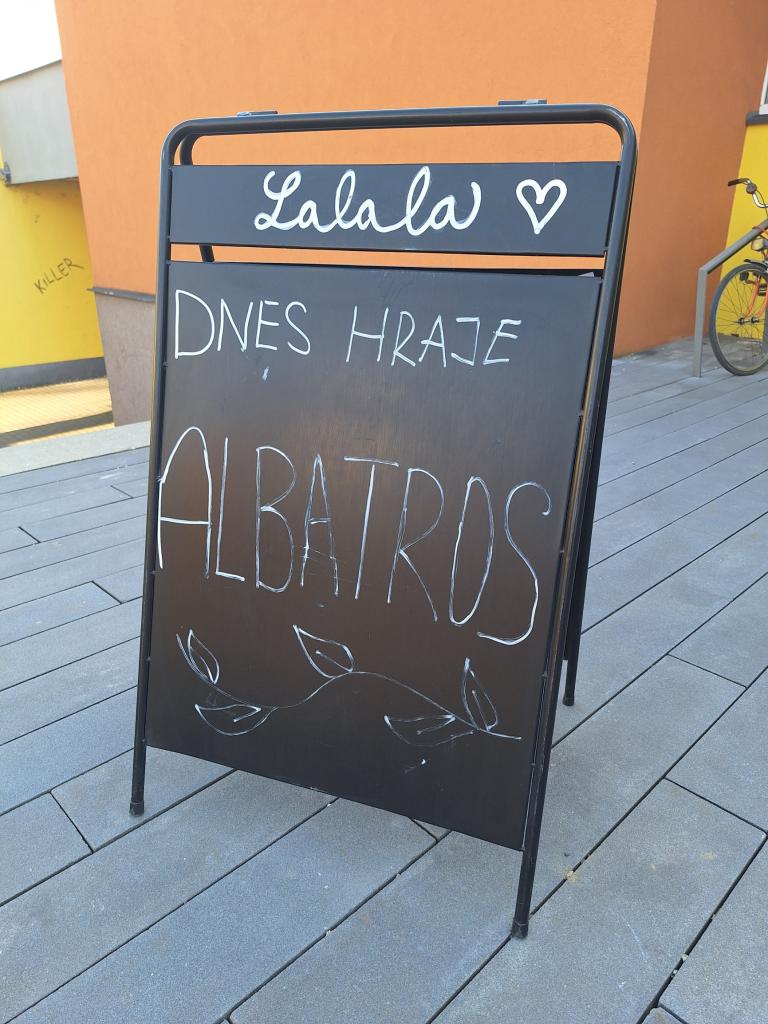 Lalala ♡
DNES HRAJE
ALBATROS
KILLER